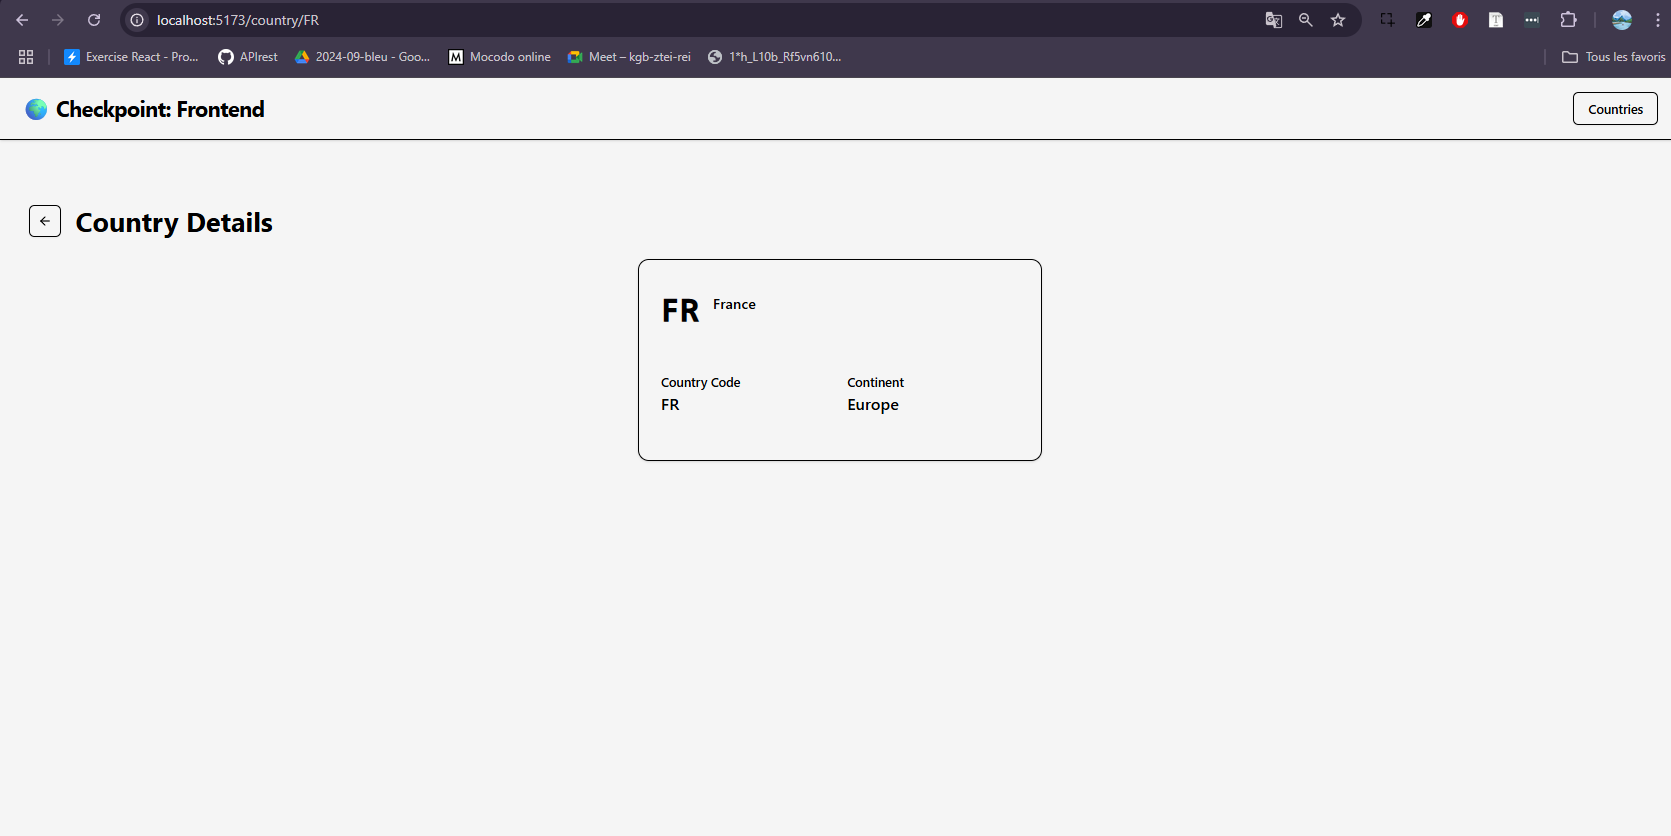 localhost:5173/country/FR
Exercise React - Pro... APIrest 2024-09-bleu - Goo... M Mocodo online Meet – kgb-ztei-rei 1*h_L10b_Rf5vn610... Tous les favoris
Checkpoint: Frontend Countries
← Country Details
FR France
Country Code Continent
FR Europe